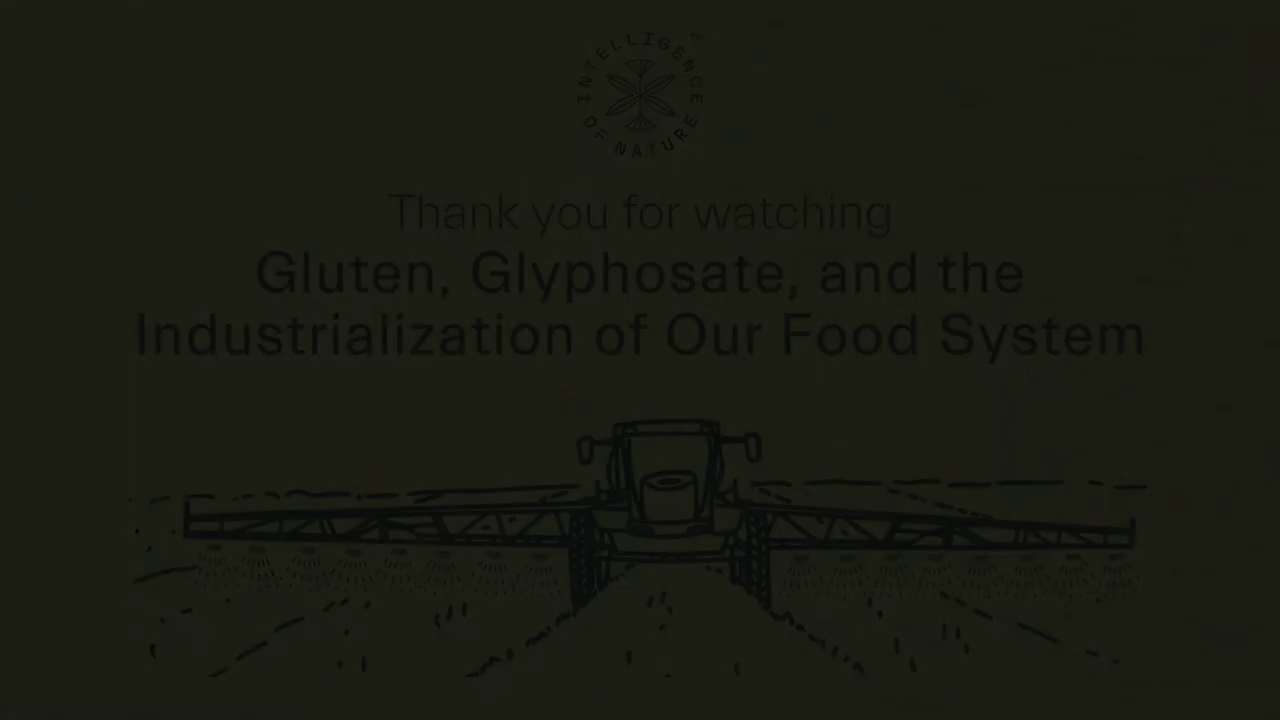 INTELLIGENCE OF NATURE
Thank you for watching
Gluten, Glyphosate, and the
Industrialization of Our Food System